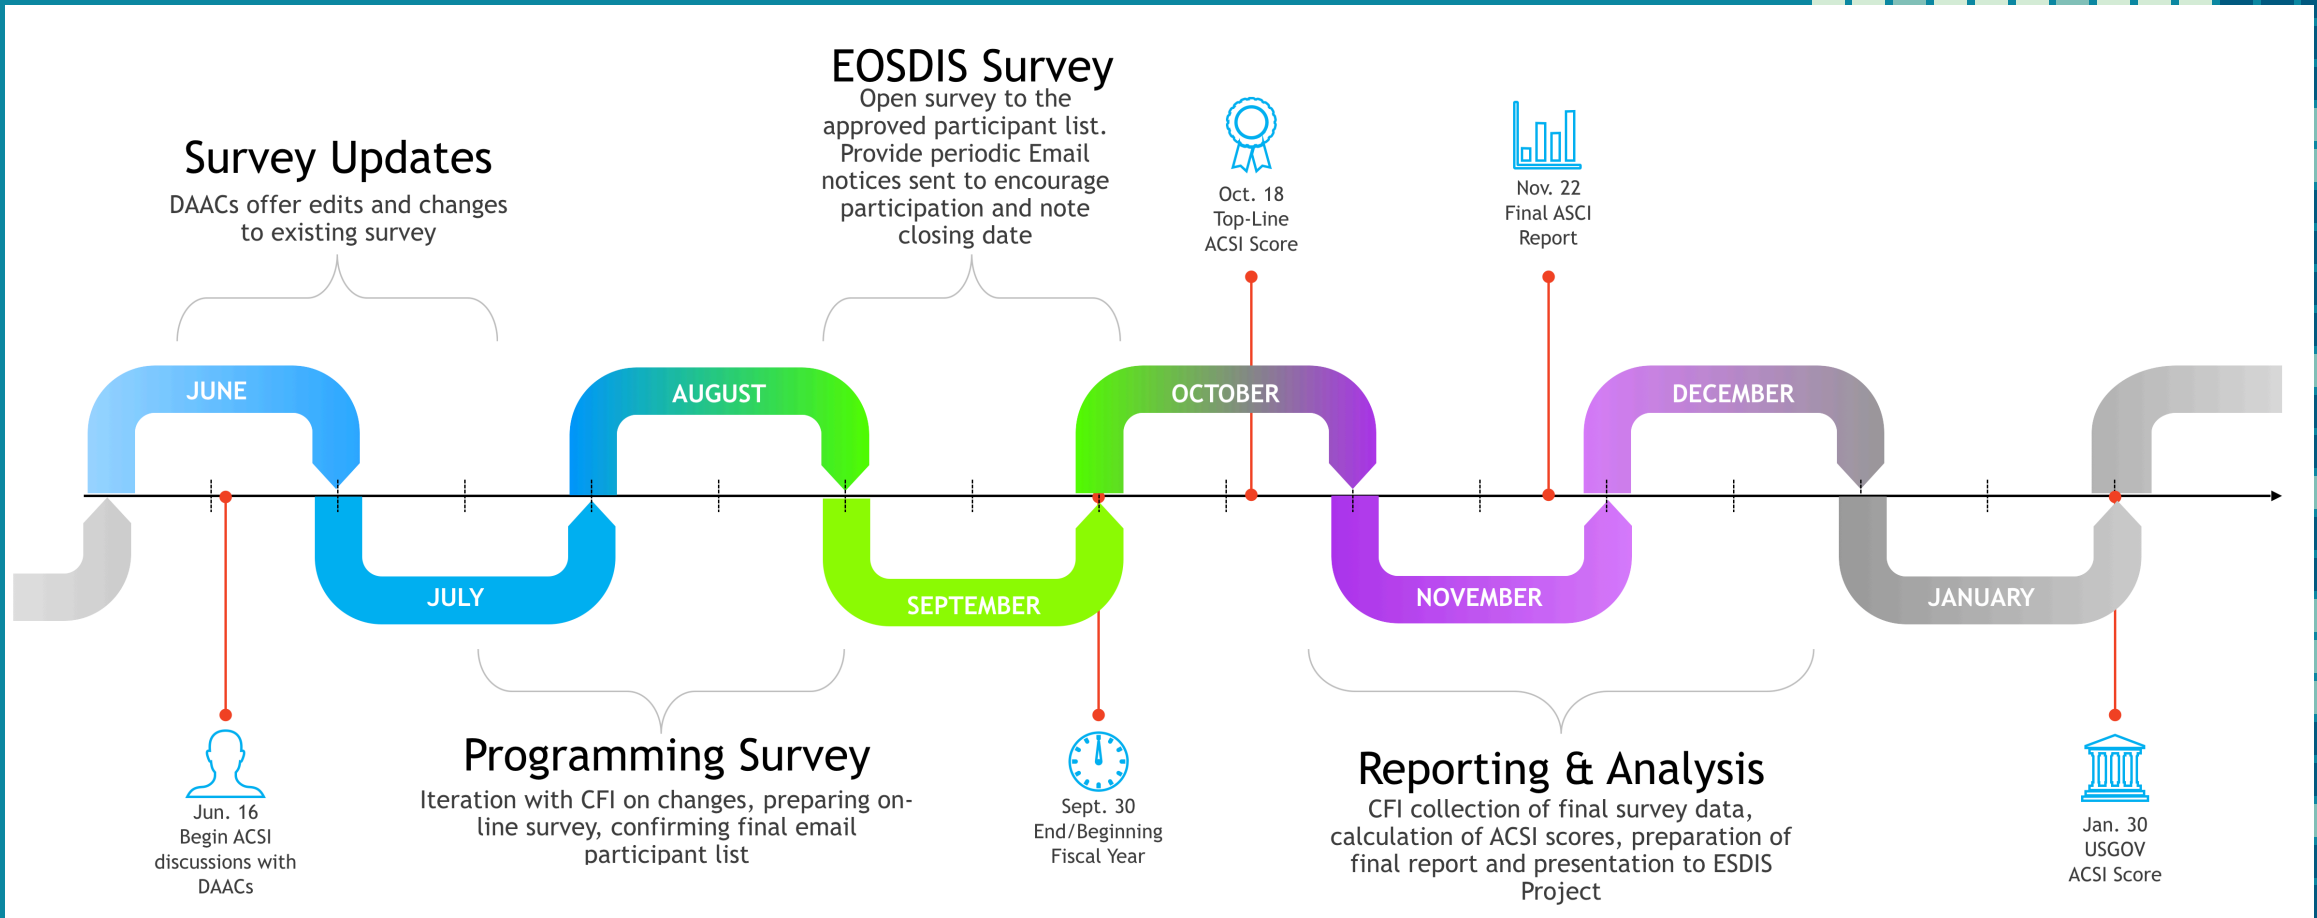 EOSDIS Survey
Open survey to the
approved participant list.
Provide periodic Email
notices sent to encourage
participation and note
closing date
Survey Updates
DAACs offer edits and changes
to existing survey
Oct. 18
Top-Line
ACSI Score
Nov. 22
Final ASCI
Report
JUNE
AUGUST
OCTOBER
DECEMBER
JULY
SEPTEMBER
NOVEMBER
JANUARY
Jun. 16
Begin ACSI
discussions with
DAACs
Programming Survey
Iteration with CFI on changes, preparing on-
line survey, confirming final email
participant list
Sept. 30
End/Beginning
Fiscal Year
Reporting & Analysis
CFI collection of final survey data,
calculation of ACSI scores, preparation of
final report and presentation to ESDIS
Project
Jan. 30
USGOV
ACSI Score